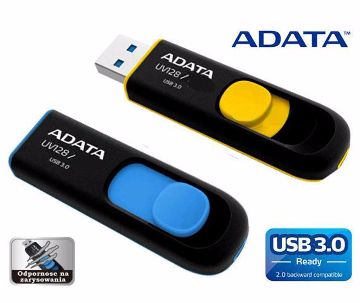 ADATA™
ADATA
UV128 /
USB 3.0
ADATA
UV128 /
USB 3.0
Odporność na
zarysowania
USB 3.0
Ready
2.0 backward compatible